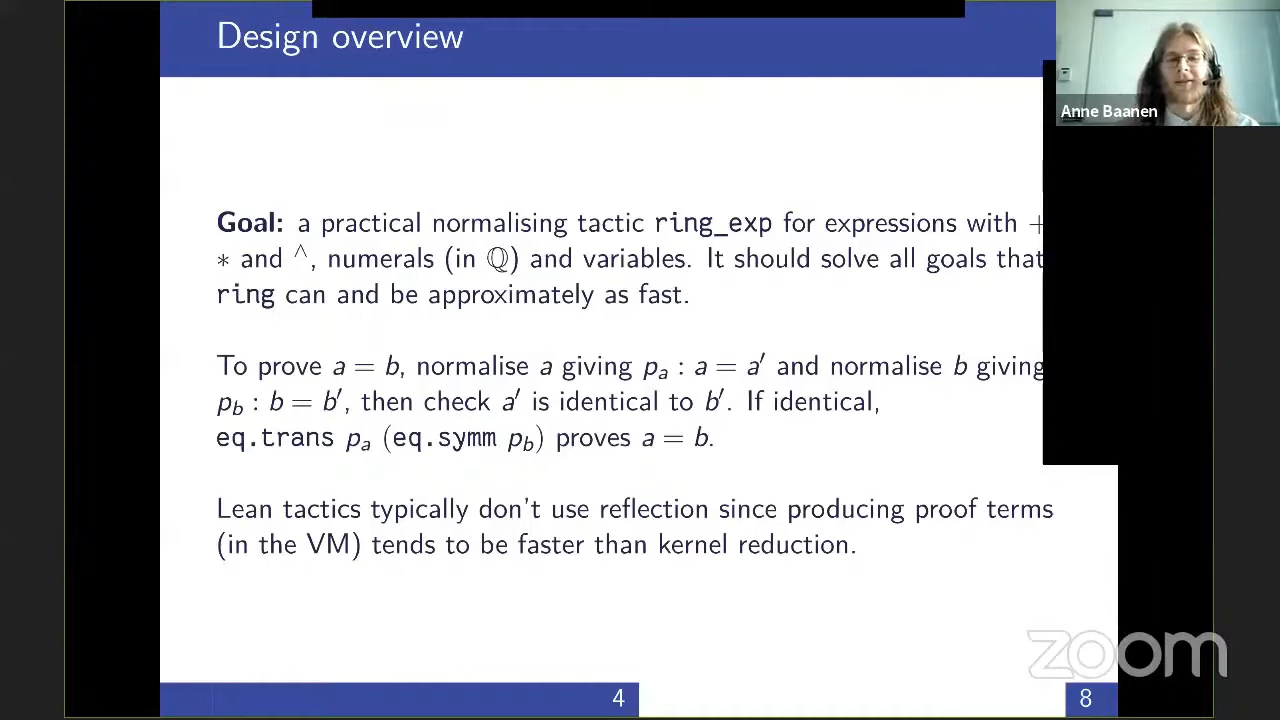 Design overview
Anne Baanen
Goal: a practical normalising tactic ring_exp for expressions with +
* and ^, numerals (in ℚ) and variables. It should solve all goals that
ring can and be approximately as fast.
To prove a = b, normalise a giving pₐ : a = a′ and normalise b giving
p_b : b = b′, then check a′ is identical to b′. If identical,
eq.trans pₐ (eq.symm p_b) proves a = b.
Lean tactics typically don't use reflection since producing proof terms
(in the VM) tends to be faster than kernel reduction.
zoom
4
8